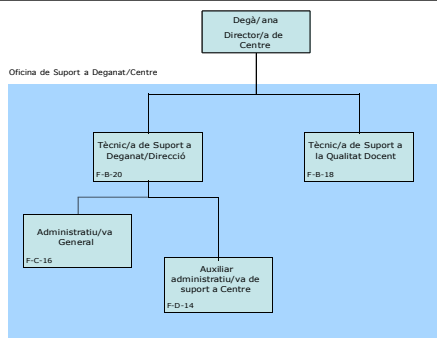 Degà/ana
Director/a de
Centre
Oficina de Suport a Deganat/Centre
Tècnic/a de Suport a
Deganat/Direcció
F-B-20
Tècnic/a de Suport a
la Qualitat Docent
F-B-18
Administratiu/va
General
F-C-16
Auxiliar
administratiu/va de
suport a Centre
F-D-14